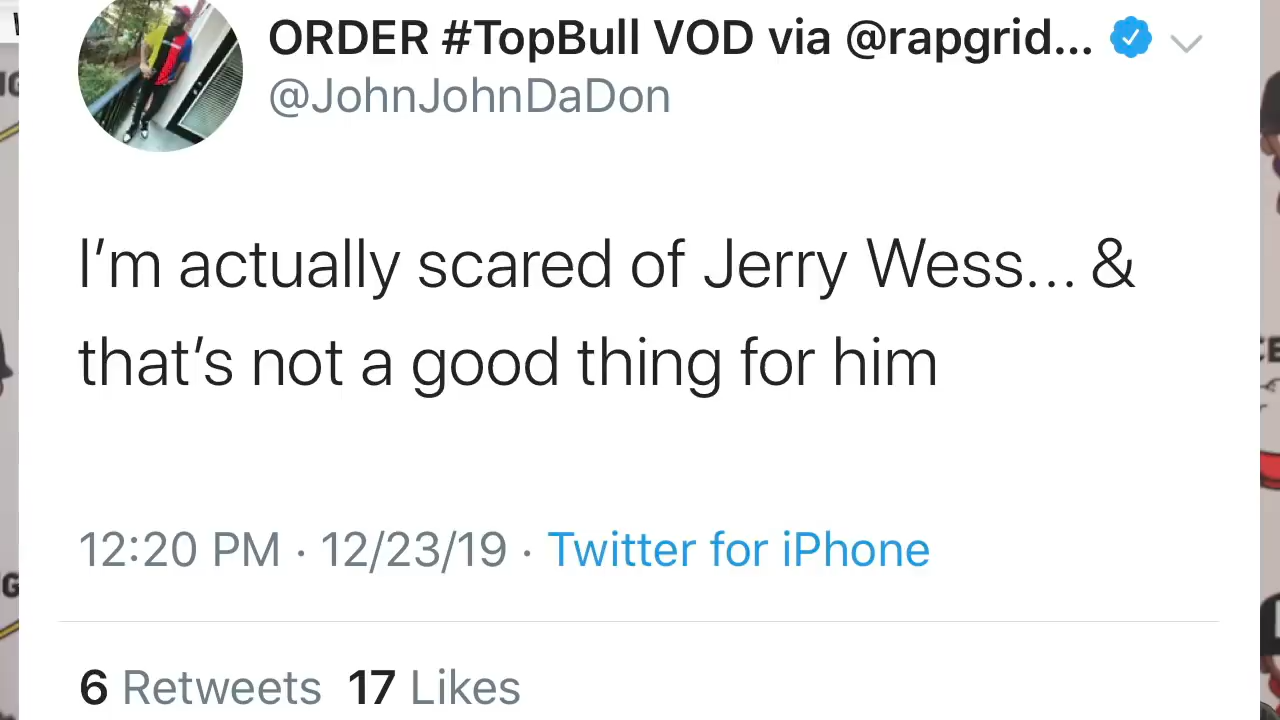 ORDER #TopBull VOD via @rapgrid...
@JohnJohnDaDon
I'm actually scared of Jerry Wess... &
that's not a good thing for him
12:20 PM · 12/23/19 · Twitter for iPhone
6 Retweets 17 Likes